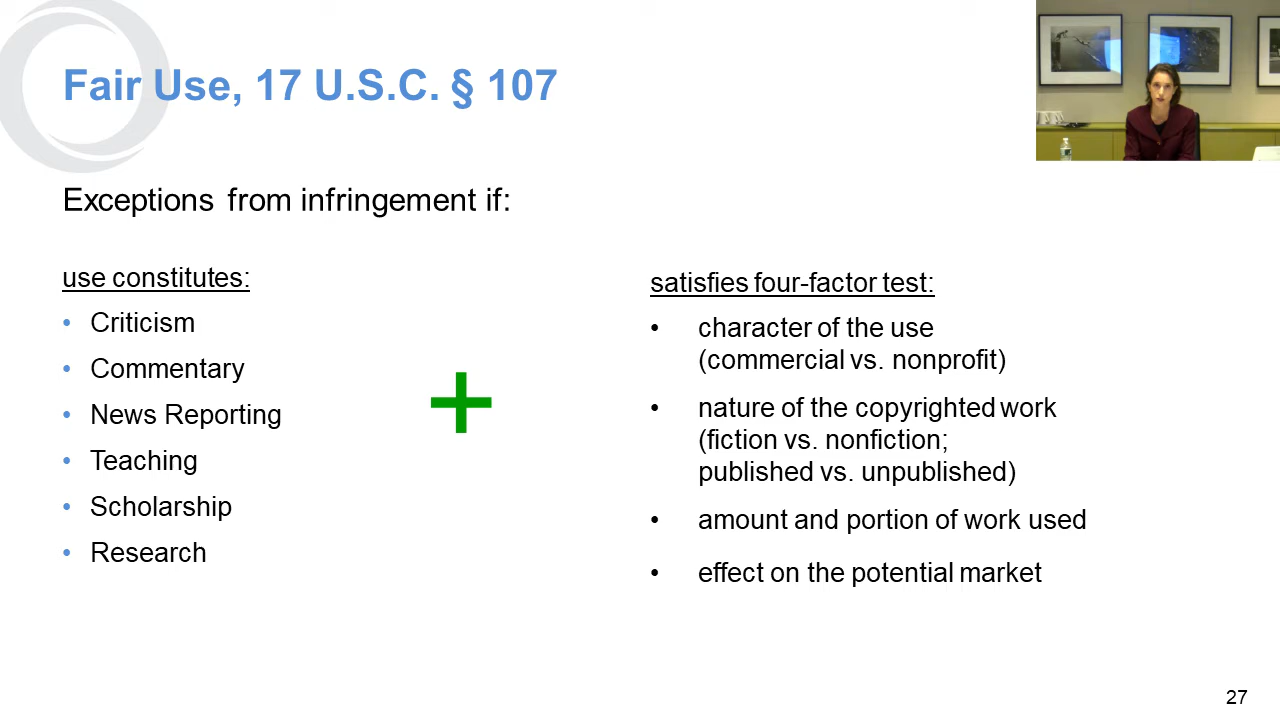 Fair Use, 17 U.S.C. § 107
Exceptions from infringement if:
use constitutes:
• Criticism
• Commentary
• News Reporting
• Teaching
• Scholarship
• Research
+
satisfies four-factor test:
• character of the use
(commercial vs. nonprofit)
• nature of the copyrighted work
(fiction vs. nonfiction;
published vs. unpublished)
• amount and portion of work used
• effect on the potential market
27